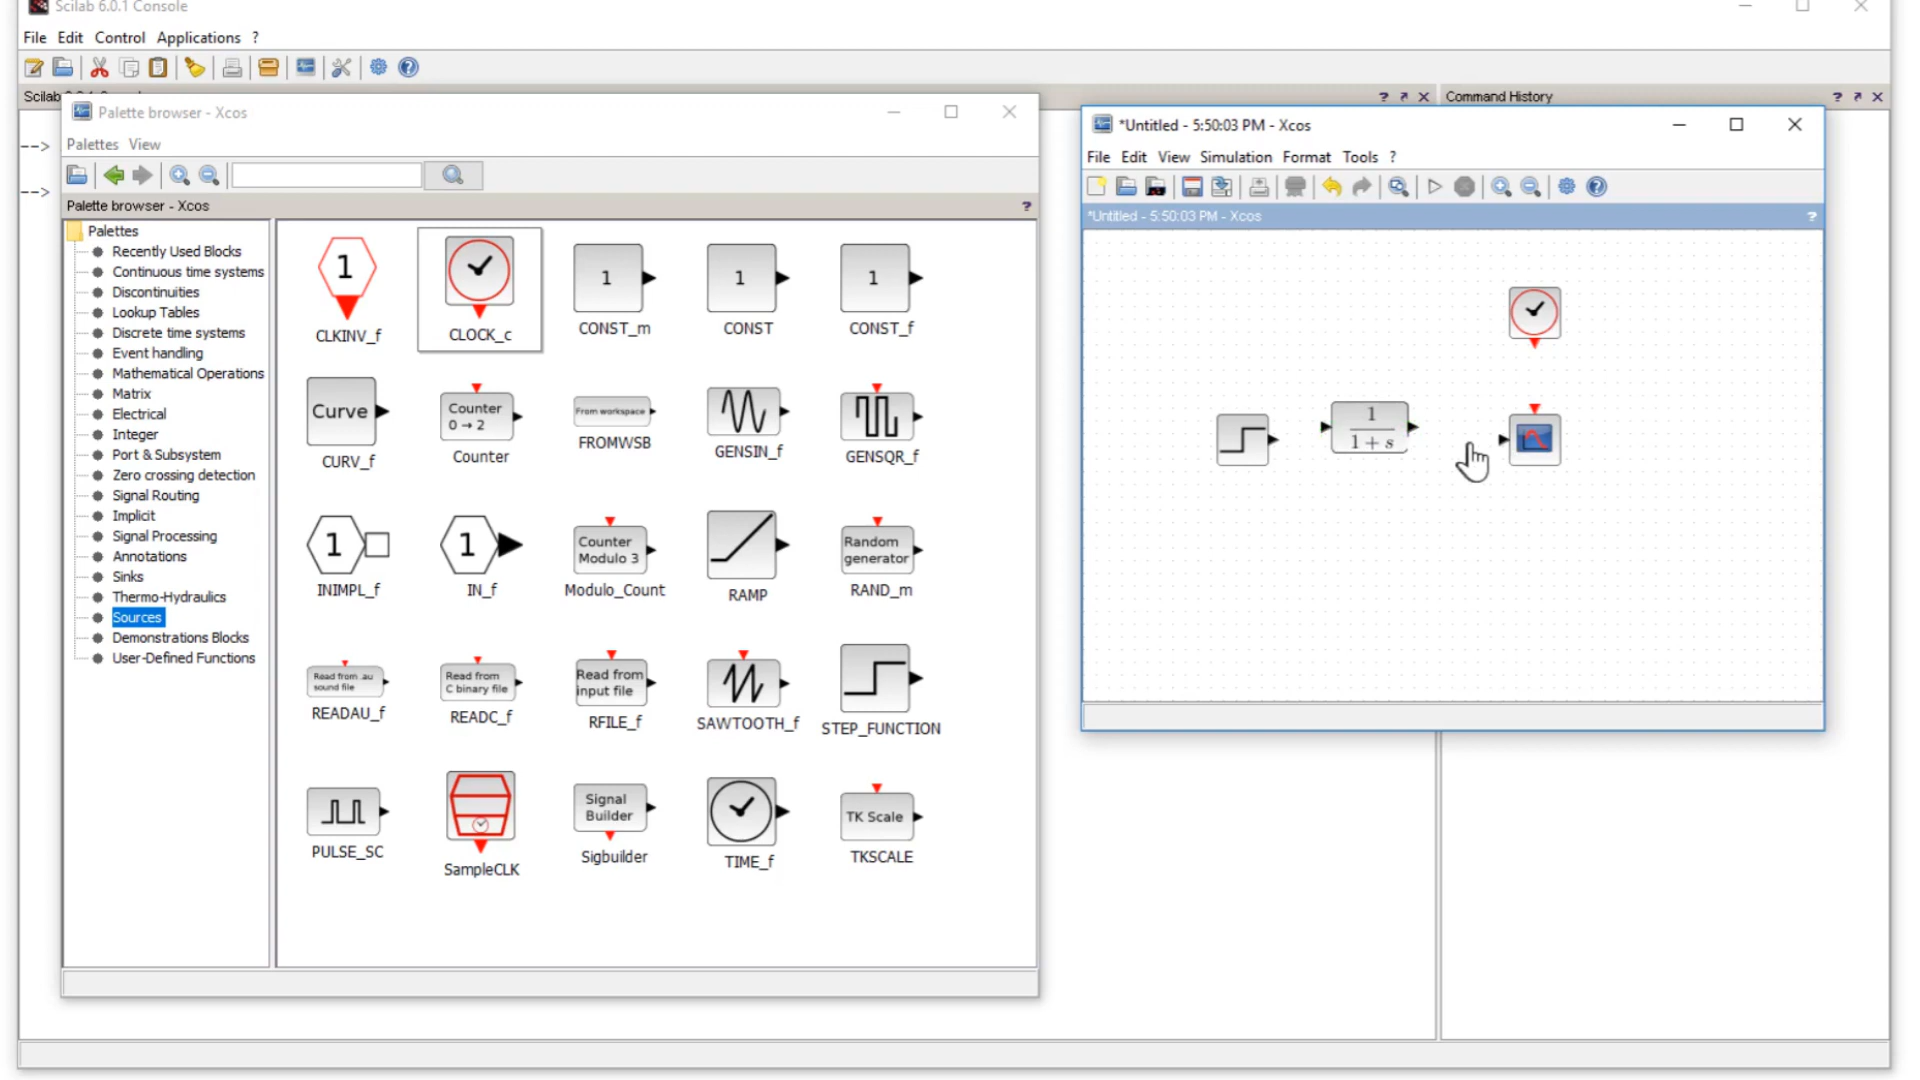 Scilab 6.0.1 Console
File Edit Control Applications ?
Scilab
? Command History ?
-->
-->
Palette browser - Xcos
Palettes View
Palette browser - Xcos ?
Palettes
Recently Used Blocks
Continuous time systems
Discontinuities
Lookup Tables
Discrete time systems
Event handling
Mathematical Operations
Matrix
Electrical
Integer
Port & Subsystem
Zero crossing detection
Signal Routing
Implicit
Signal Processing
Annotations
Sinks
Thermo-Hydraulics
Sources
Demonstrations Blocks
User-Defined Functions
1
CLKINV_f
CLOCK_c
1
CONST_m
1
CONST
1
CONST_f
Curve
CURV_f
Counter
0 → 2
Counter
From workspace
FROMWSB
GENSIN_f
GENSQR_f
1
INIMPL_f
1
IN_f
Counter
Modulo 3
Modulo_Count
RAMP
Random
generator
RAND_m
Read from .au
sound file
READAU_f
Read from
C binary file
READC_f
Read from
input file
RFILE_f
SAWTOOTH_f
STEP_FUNCTION
PULSE_SC
SampleCLK
Signal
Builder
Sigbuilder
TIME_f
TK Scale
TKSCALE
*Untitled - 5:50:03 PM - Xcos
File Edit View Simulation Format Tools ?
*Untitled - 5:50:03 PM - Xcos ?
1
1 + s